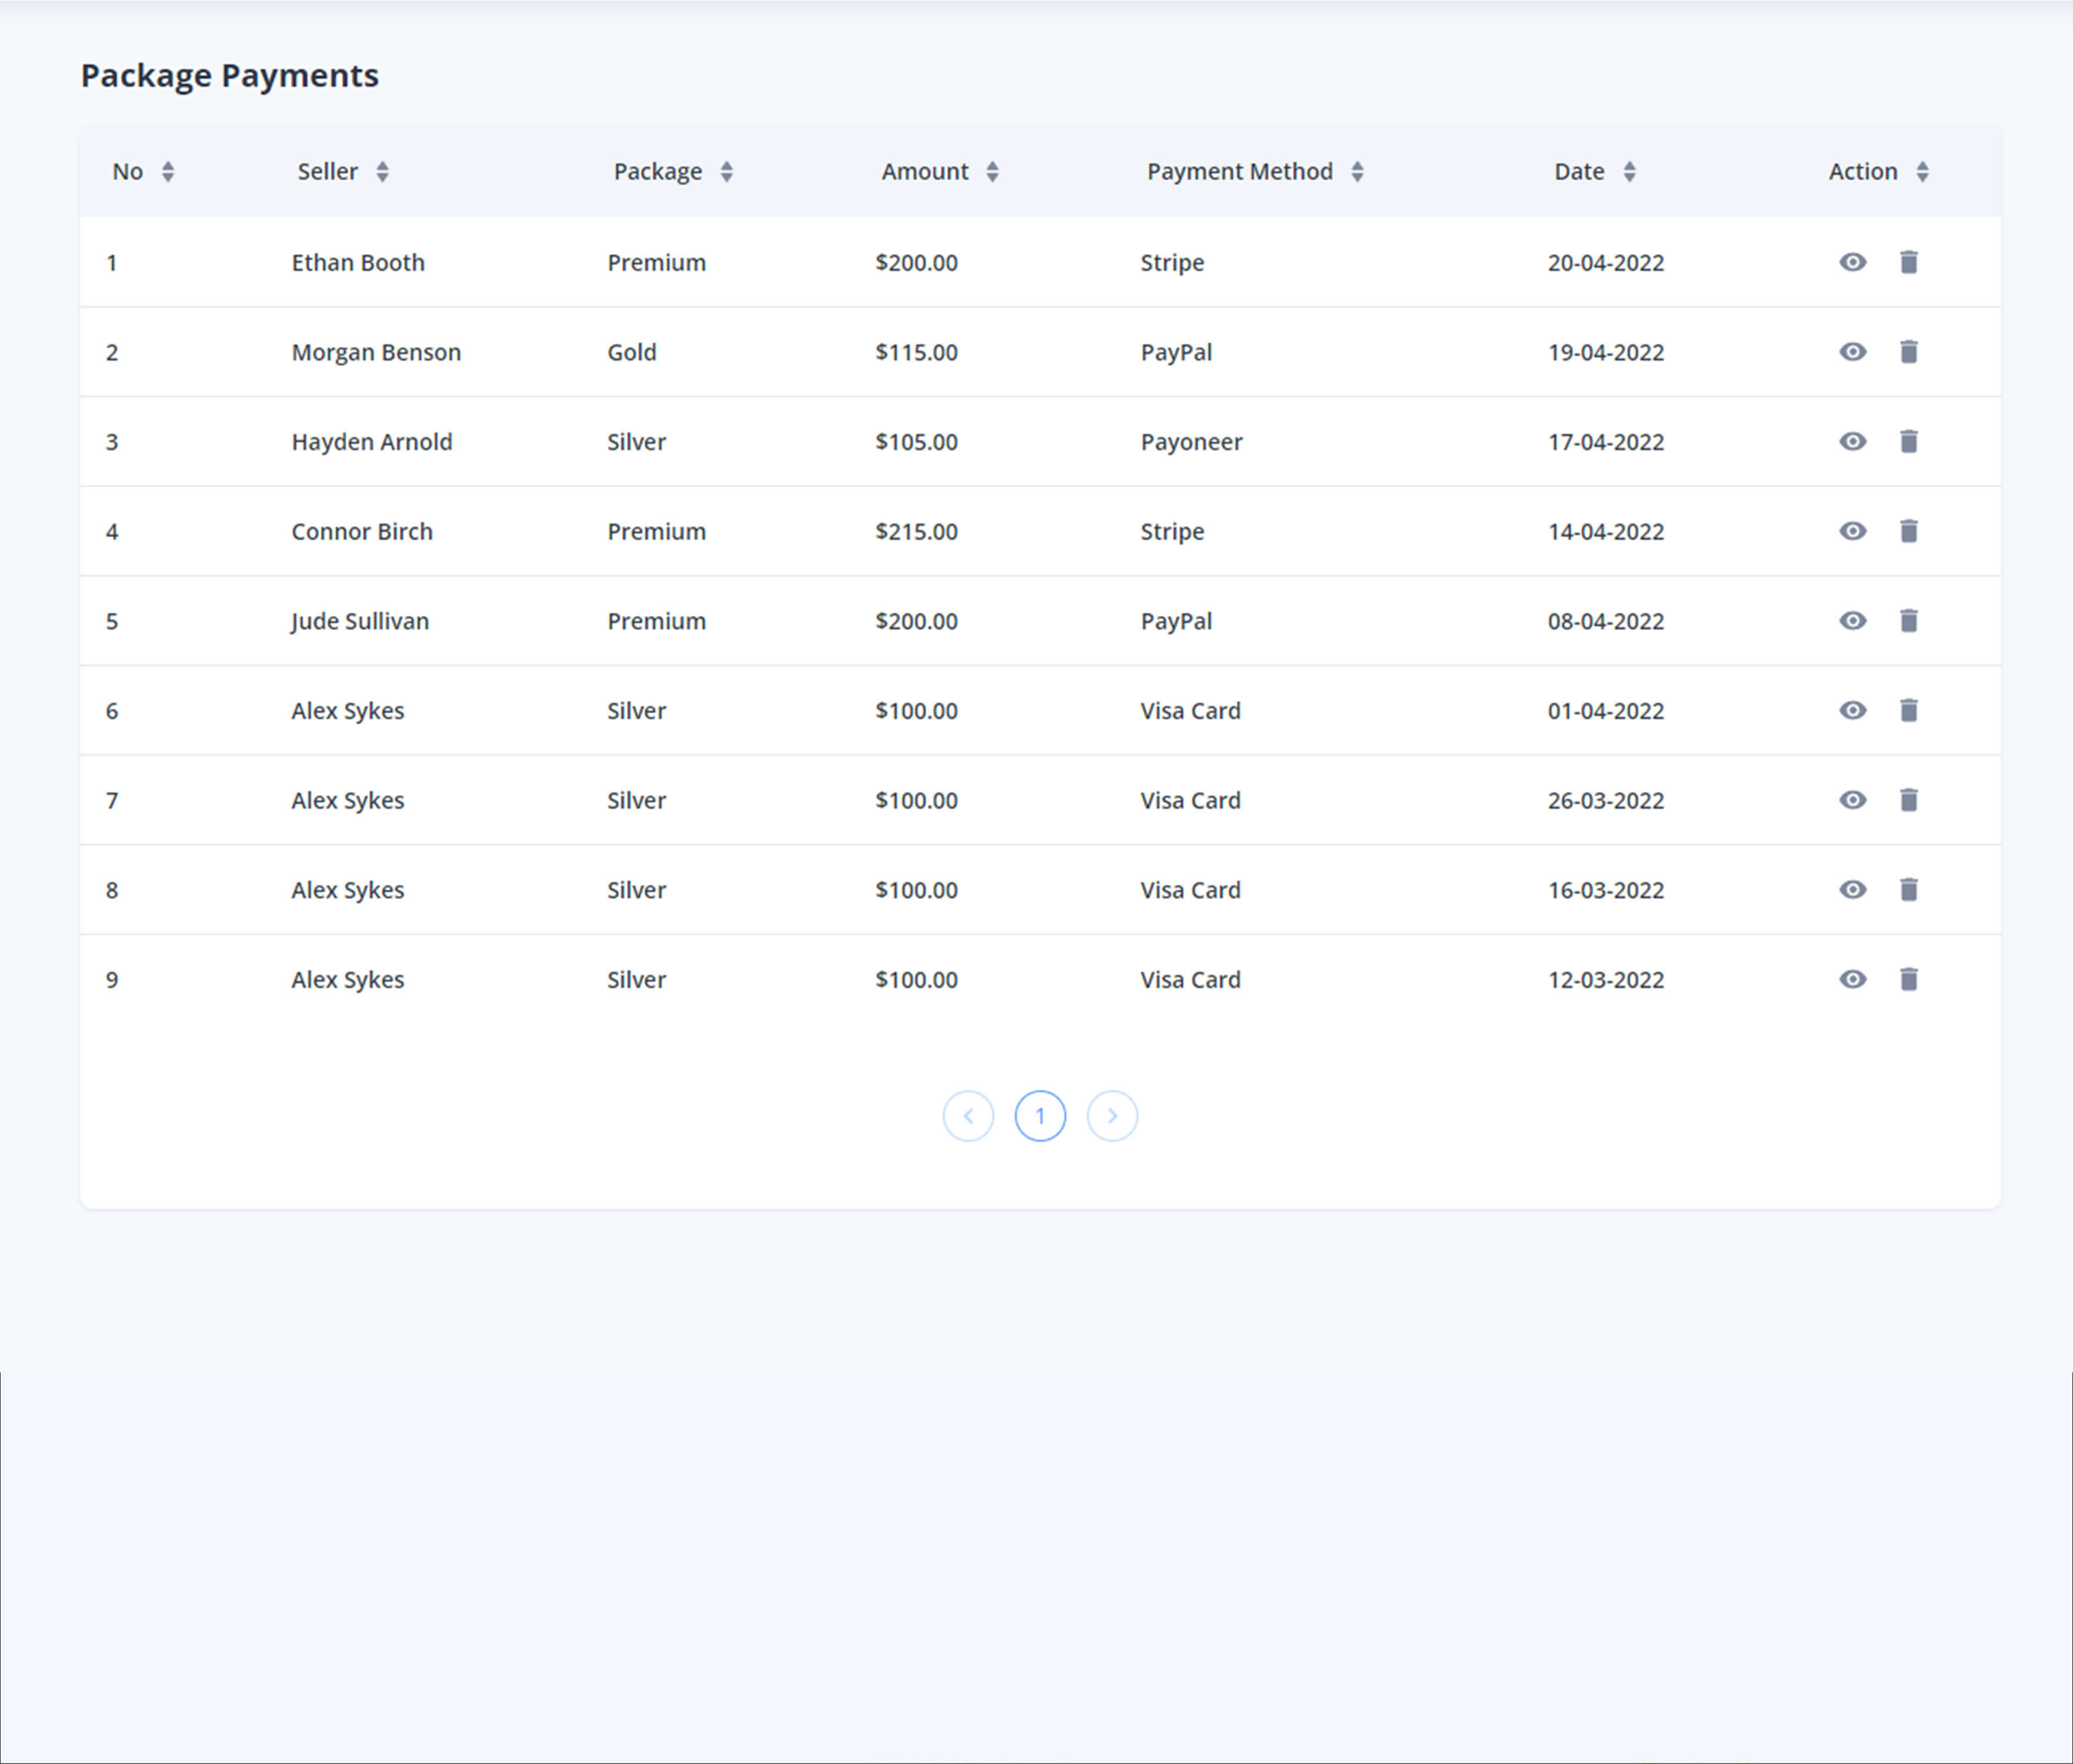 Package Payments
No Seller Package Amount Payment Method Date Action
1 Ethan Booth Premium $200.00 Stripe 20-04-2022
2 Morgan Benson Gold $115.00 PayPal 19-04-2022
3 Hayden Arnold Silver $105.00 Payoneer 17-04-2022
4 Connor Birch Premium $215.00 Stripe 14-04-2022
5 Jude Sullivan Premium $200.00 PayPal 08-04-2022
6 Alex Sykes Silver $100.00 Visa Card 01-04-2022
7 Alex Sykes Silver $100.00 Visa Card 26-03-2022
8 Alex Sykes Silver $100.00 Visa Card 16-03-2022
9 Alex Sykes Silver $100.00 Visa Card 12-03-2022
1